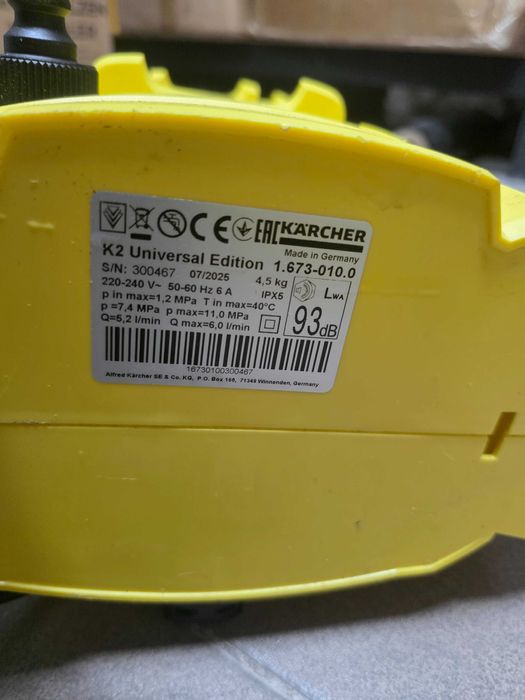 CE EAC KÄRCHER
Made in Germany
K2 Universal Edition 1.673-010.0
S/N: 300467 07/2025 4,5 kg
220-240 V~ 50-60 Hz 6 A IPX5
p in max=1,2 MPa T in max=40°C
p =7,4 MPa p max=11,0 MPa
Q=5,2 l/min Q max=6,0 l/min
LWA
93dB
16730100300467
Alfred Kärcher SE & Co. KG, P.O. Box 160, 71349 Winnenden, Germany